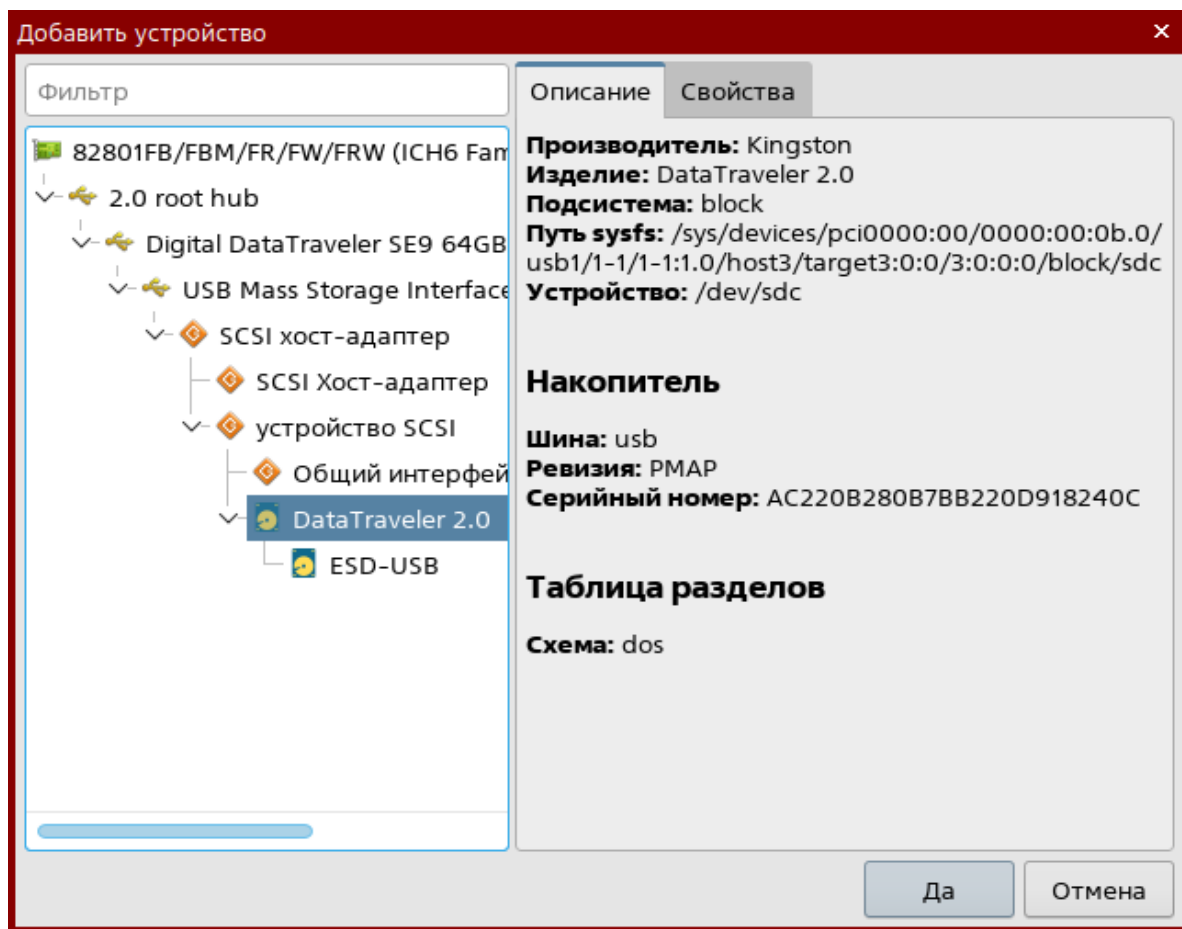 Добавить устройство
Фильтр
82801FB/FBM/FR/FW/FRW (ICH6 Fam
2.0 root hub
Digital DataTraveler SE9 64GB
USB Mass Storage Interface
SCSI хост-адаптер
SCSI Хост-адаптер
устройство SCSI
Общий интерфей
DataTraveler 2.0
ESD-USB
Описание
Свойства
Производитель: Kingston
Изделие: DataTraveler 2.0
Подсистема: block
Путь sysfs: /sys/devices/pci0000:00/0000:00:0b.0/
usb1/1-1/1-1:1.0/host3/target3:0:0/3:0:0:0/block/sdc
Устройство: /dev/sdc
Накопитель
Шина: usb
Ревизия: PMAP
Серийный номер: AC220B280B7BB220D918240C
Таблица разделов
Схема: dos
Да
Отмена